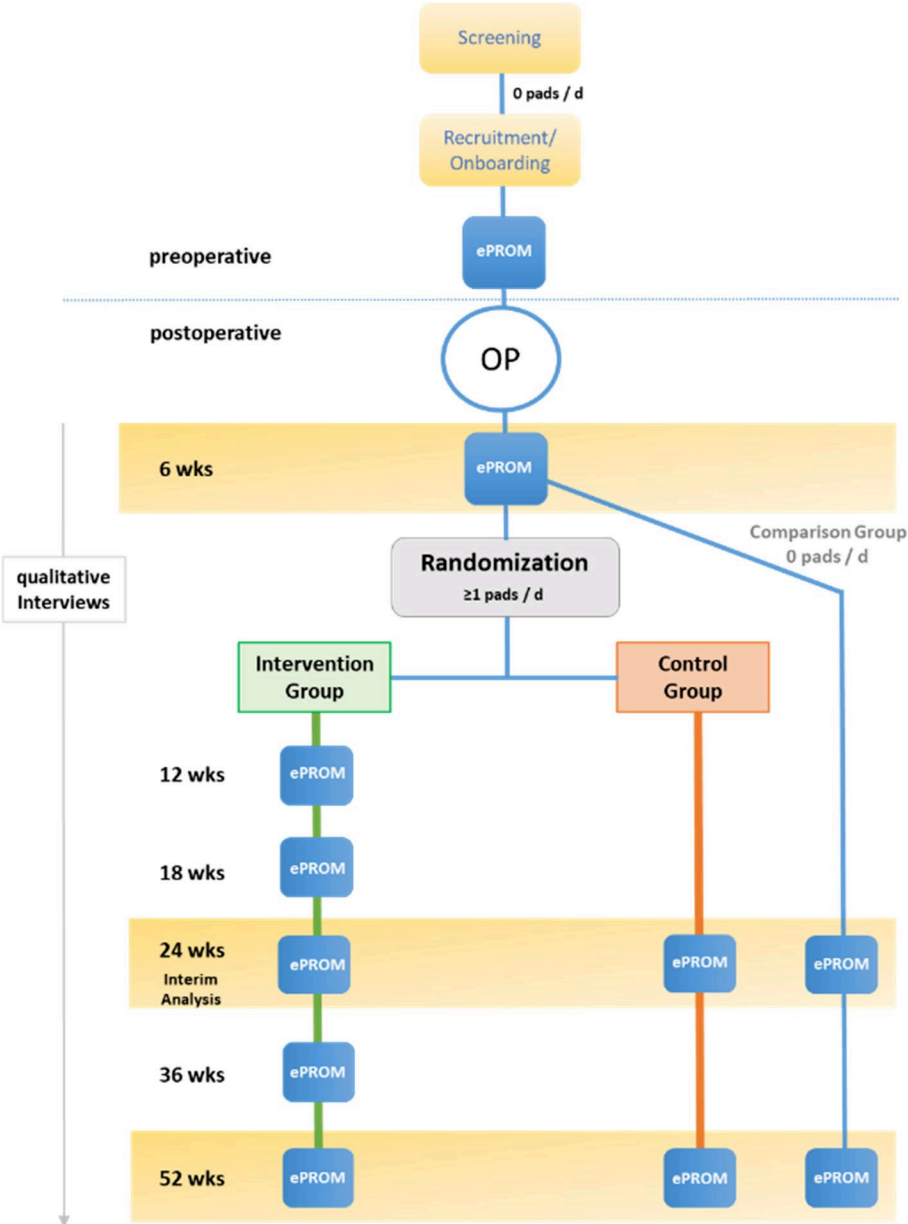 Screening
0 pads / d
Recruitment/
Onboarding
preoperative
ePROM
postoperative
OP
6 wks
ePROM
Comparison Group
0 pads / d
qualitative
Interviews
Randomization
≥1 pads / d
Intervention
Group
Control
Group
12 wks
ePROM
18 wks
ePROM
24 wks
Interim
Analysis
ePROM
ePROM
ePROM
36 wks
ePROM
52 wks
ePROM
ePROM
ePROM